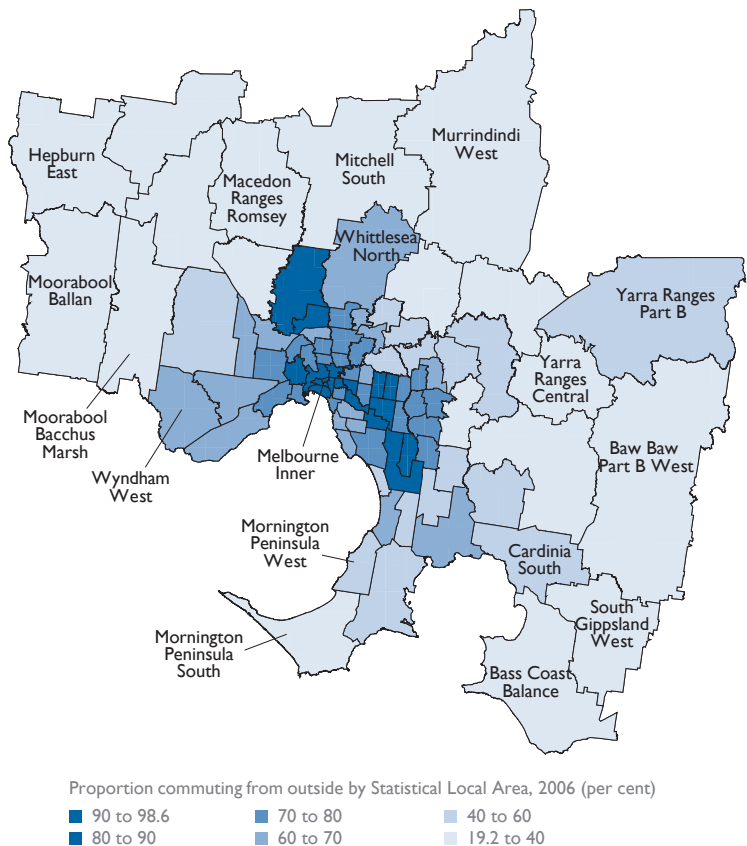 Murrindindi
West
Hepburn
East
Mitchell
South
Macedon
Ranges
Romsey
Whittlesea
North
Moorabool
Ballan
Yarra Ranges
Part B
Yarra
Ranges
Central
Moorabool
Bacchus
Marsh
Baw Baw
Part B West
Melbourne
Inner
Wyndham
West
Mornington
Peninsula
West
Cardinia
South
South
Gippsland
West
Mornington
Peninsula
South
Bass Coast
Balance
Proportion commuting from outside by Statistical Local Area, 2006 (per cent)
90 to 98.6
70 to 80
40 to 60
80 to 90
60 to 70
19.2 to 40